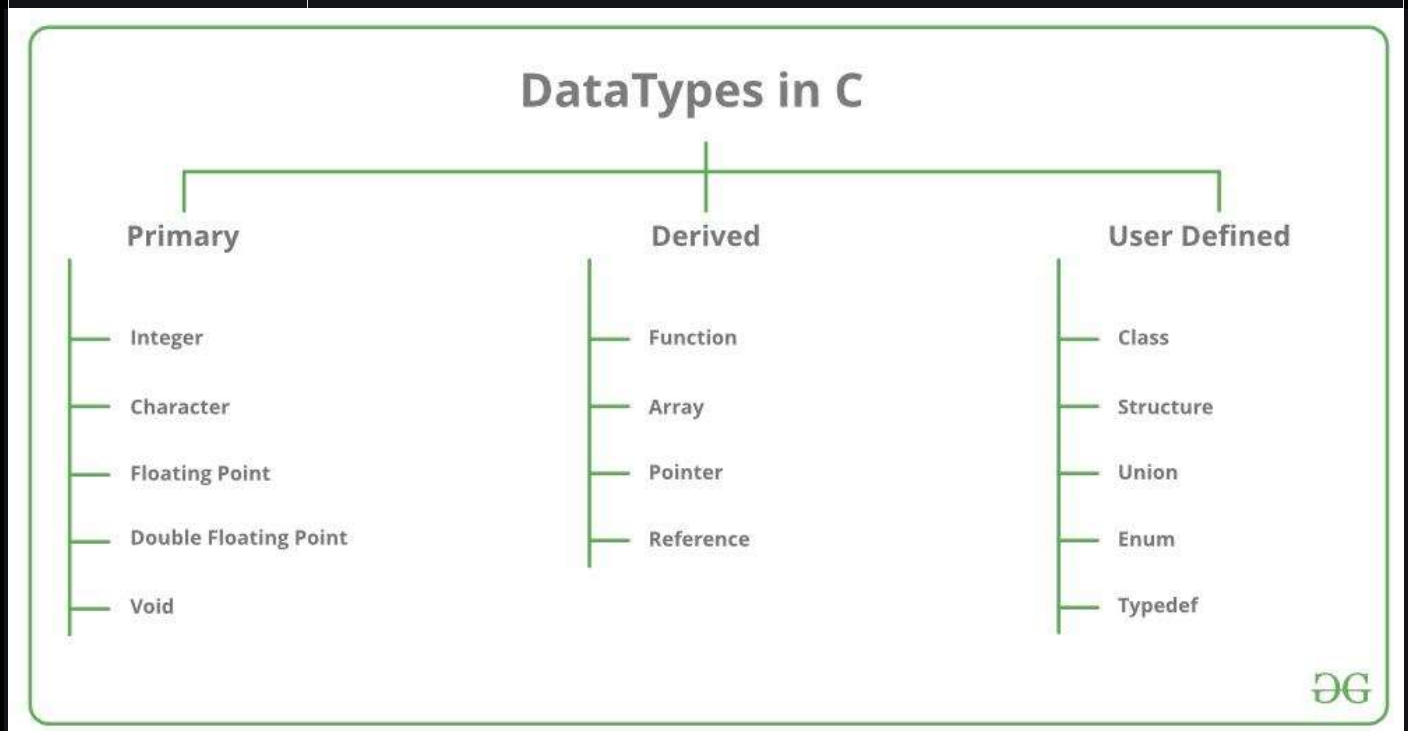 DataTypes in C
Primary
Integer
Character
Floating Point
Double Floating Point
Void
Derived
Function
Array
Pointer
Reference
User Defined
Class
Structure
Union
Enum
Typedef